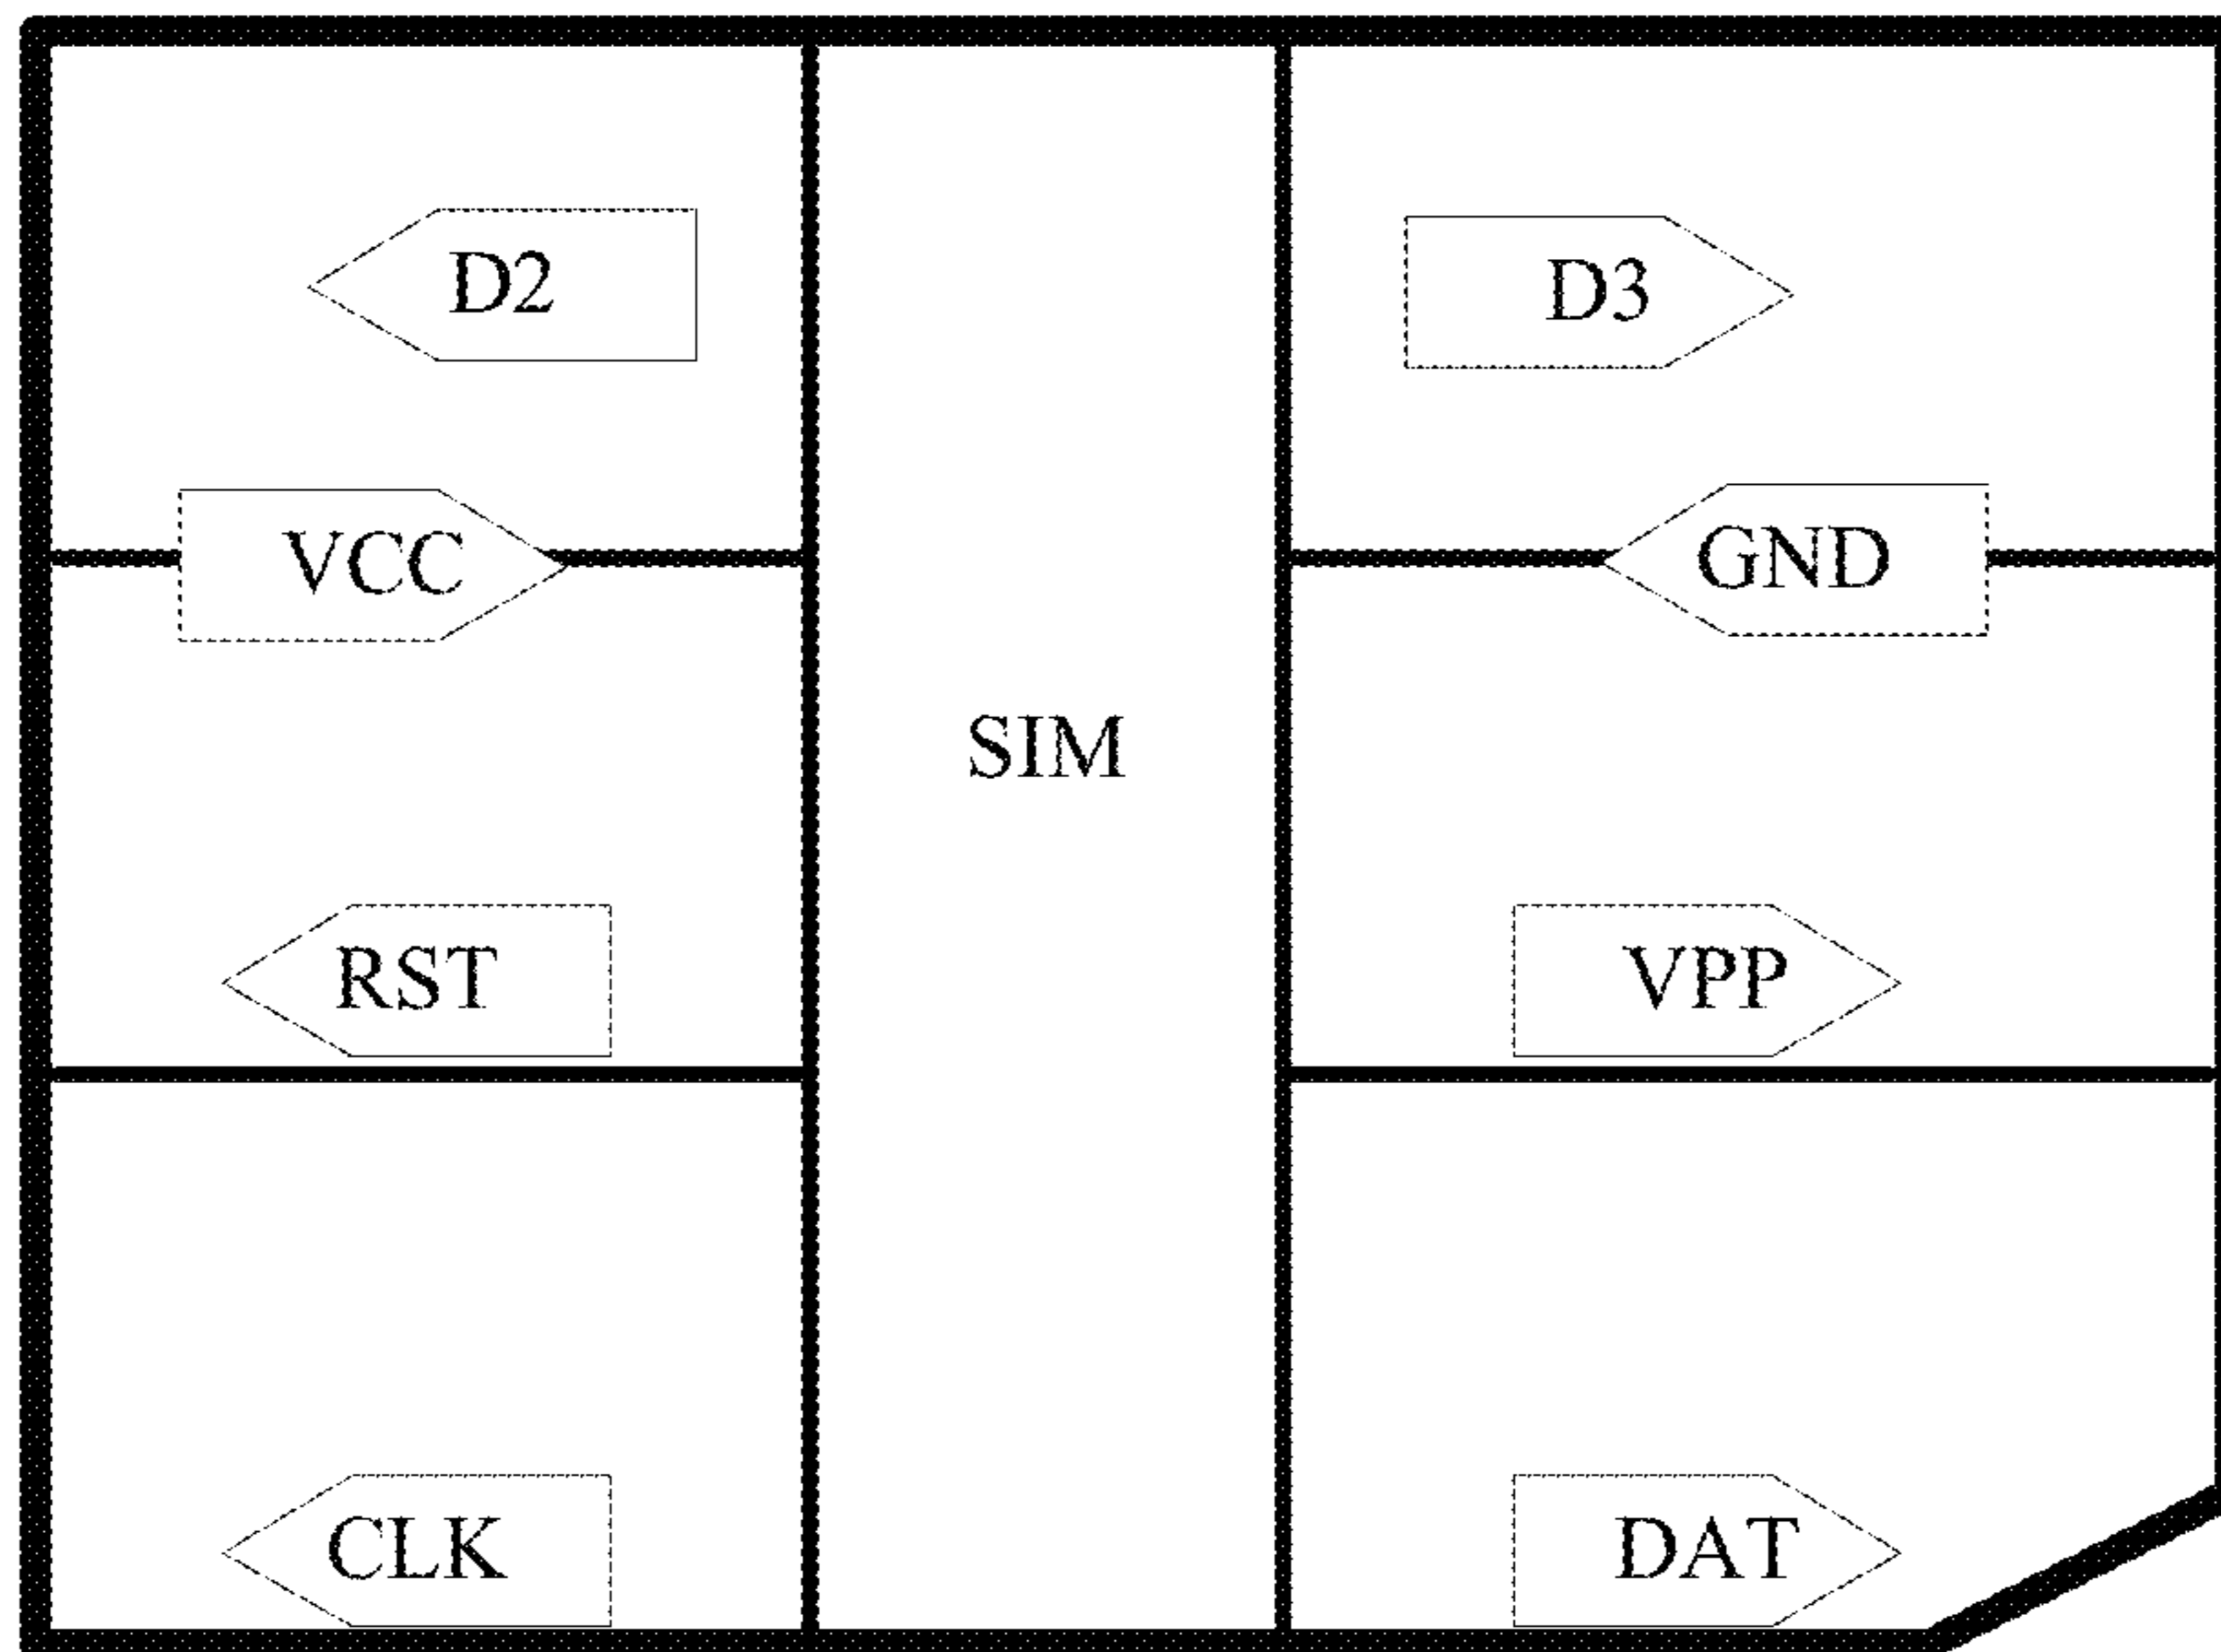 D2
D3
VCC
GND
SIM
RST
VPP
CLK
DAT